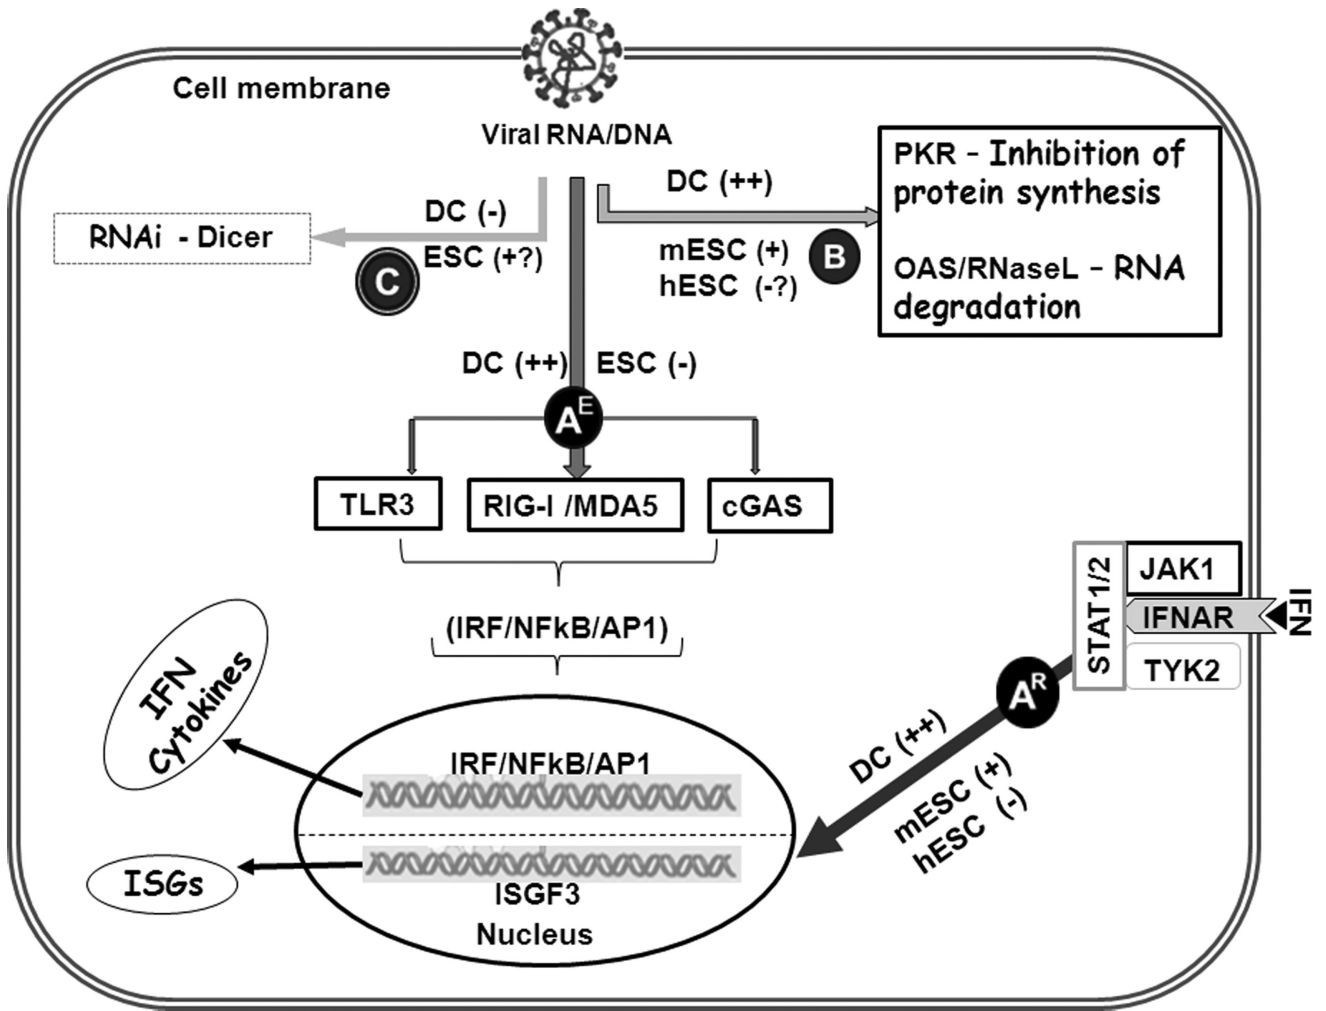 Cell membrane
Viral RNA/DNA
DC (++)
PKR – Inhibition of
protein synthesis
OAS/RNaseL – RNA
degradation
DC (-)
RNAi - Dicer
ESC (+?)
C
mESC (+)
hESC (-?)
B
DC (++)
ESC (-)
A^E
TLR3
RIG-I /MDA5
cGAS
(IRF/NFkB/AP1)
STAT1/2
JAK1
IFNAR
TYK2
IFN
A^R
DC (++)
mESC (+)
hESC (-)
IFN
Cytokines
IRF/NFkB/AP1
ISGs
ISGF3
Nucleus